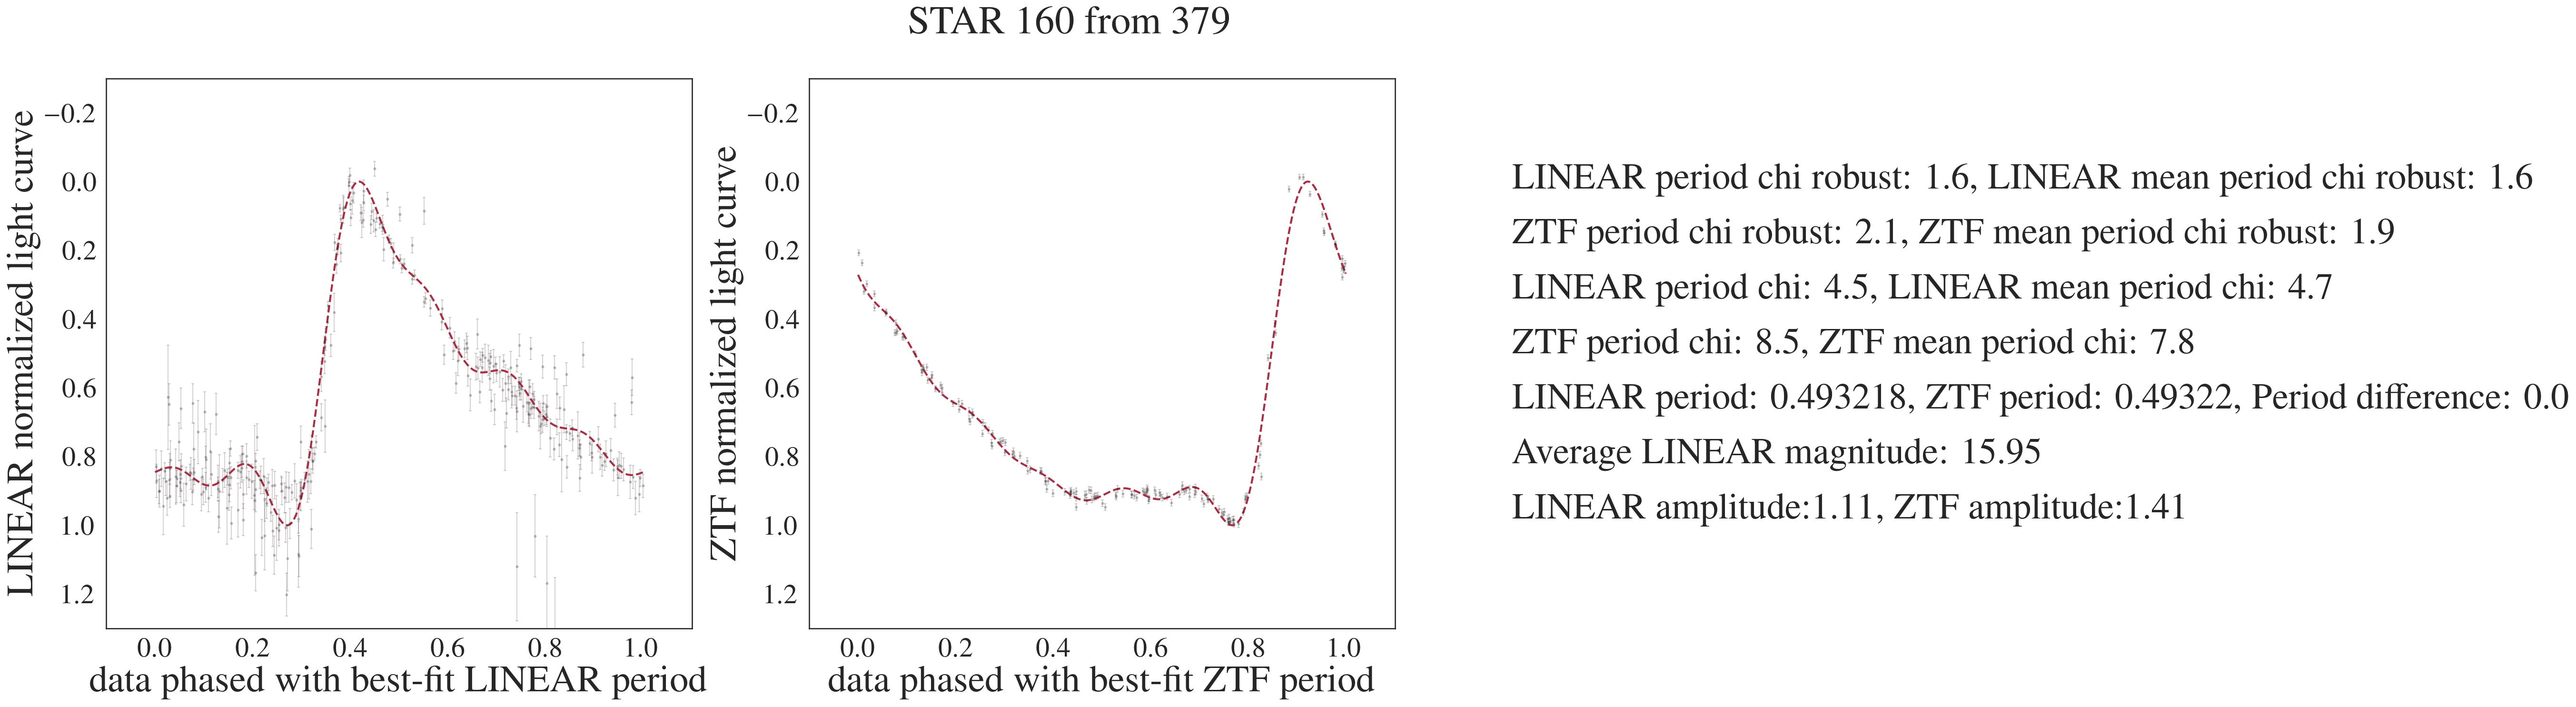 STAR 160 from 379
LINEAR normalized light curve
−0.2
0.0
0.2
0.4
0.6
0.8
1.0
1.2
0.0 0.2 0.4 0.6 0.8 1.0
data phased with best-fit LINEAR period
ZTF normalized light curve
−0.2
0.0
0.2
0.4
0.6
0.8
1.0
1.2
0.0 0.2 0.4 0.6 0.8 1.0
data phased with best-fit ZTF period
LINEAR period chi robust: 1.6, LINEAR mean period chi robust: 1.6
ZTF period chi robust: 2.1, ZTF mean period chi robust: 1.9
LINEAR period chi: 4.5, LINEAR mean period chi: 4.7
ZTF period chi: 8.5, ZTF mean period chi: 7.8
LINEAR period: 0.493218, ZTF period: 0.49322, Period difference: 0.0
Average LINEAR magnitude: 15.95
LINEAR amplitude:1.11, ZTF amplitude:1.41